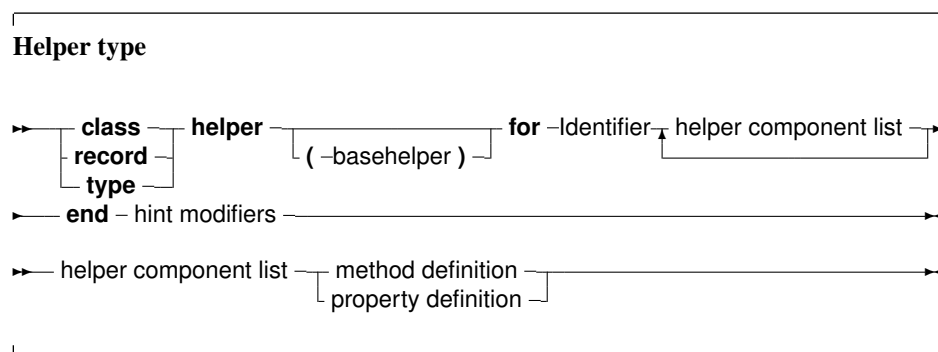 Helper type
class helper for Identifier helper component list
record ( basehelper )
type
end hint modifiers
helper component list method definition
property definition